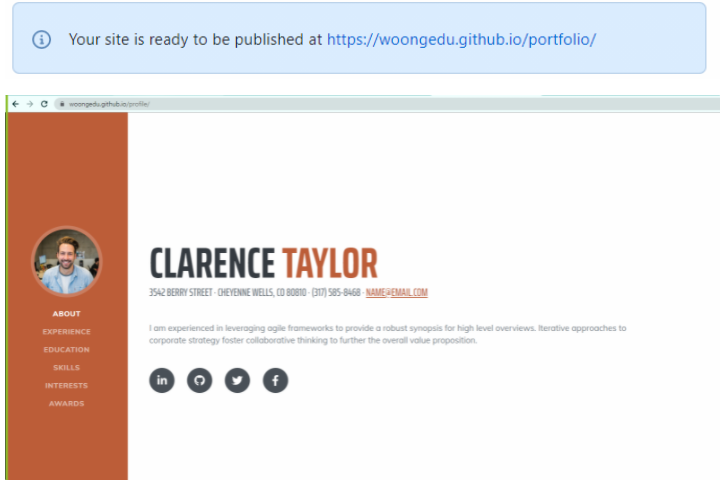 Your site is ready to be published at https://woongedu.github.io/portfolio/
woongedu.github.io/profile/
CLARENCE TAYLOR
3542 BERRY STREET · CHEYENNE WELLS, CO 80810 · (317) 585-8468 · NAME@EMAIL.COM
I am experienced in leveraging agile frameworks to provide a robust synopsis for high level overviews. Iterative approaches to
corporate strategy foster collaborative thinking to further the overall value proposition.
ABOUT
EXPERIENCE
EDUCATION
SKILLS
INTERESTS
AWARDS
in
f